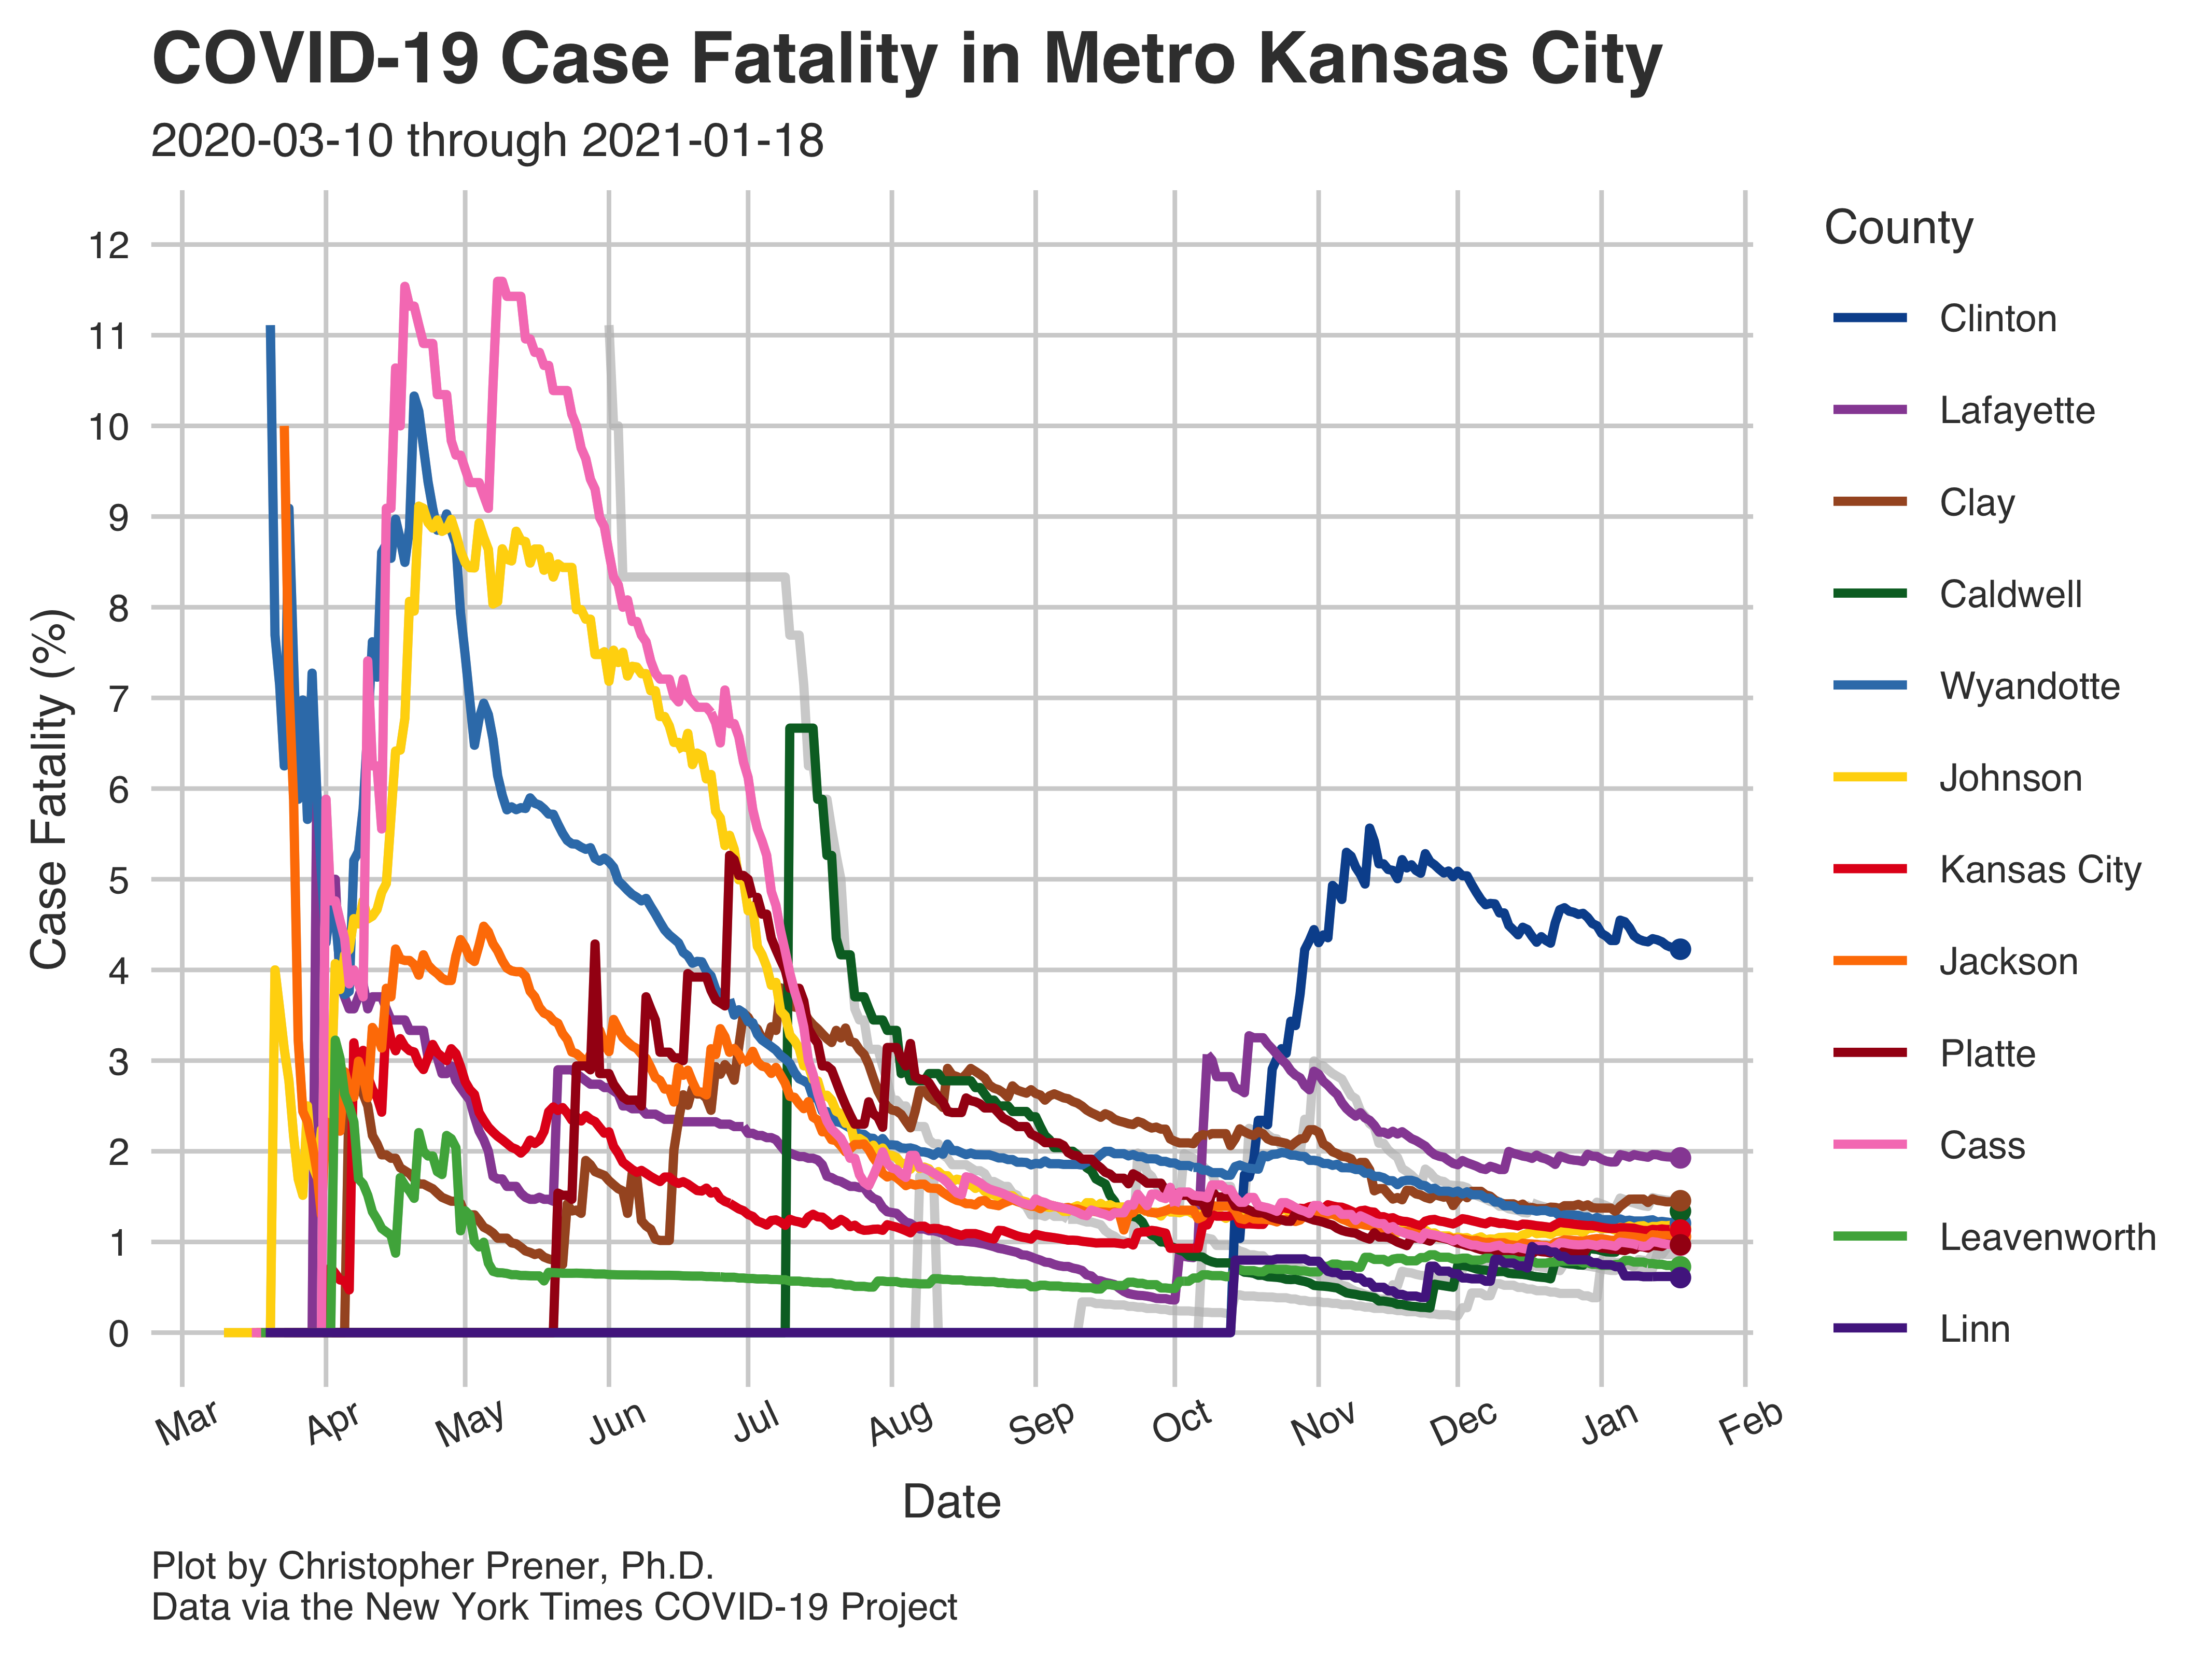 COVID-19 Case Fatality in Metro Kansas City
2020-03-10 through 2021-01-18
County
12
11
10
9
8
7
6
5
4
3
2
1
0
Case Fatality (%)
Clinton
Lafayette
Clay
Caldwell
Wyandotte
Johnson
Kansas City
Jackson
Platte
Cass
Leavenworth
Linn
Mar Apr May Jun Jul Aug Sep Oct Nov Dec Jan Feb
Date
Plot by Christopher Prener, Ph.D.
Data via the New York Times COVID-19 Project